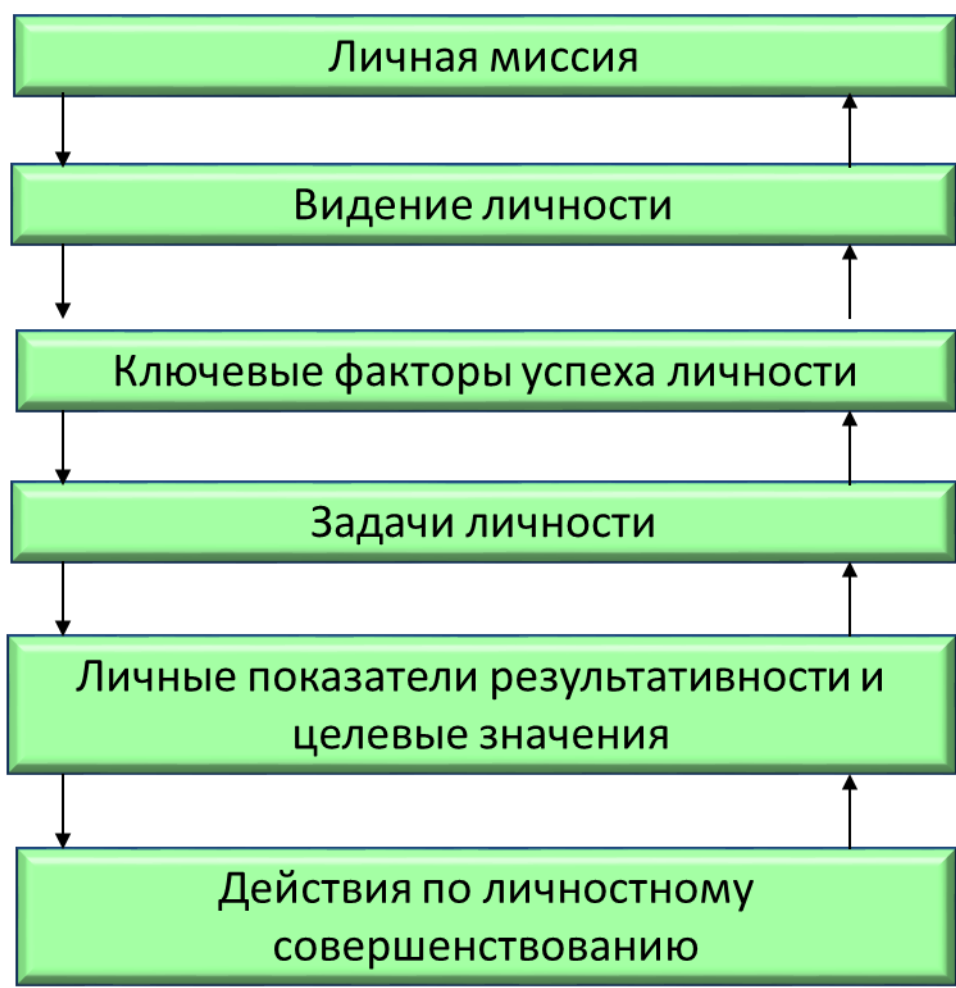 Личная миссия
Видение личности
Ключевые факторы успеха личности
Задачи личности
Личные показатели результативности и
целевые значения
Действия по личностному
совершенствованию